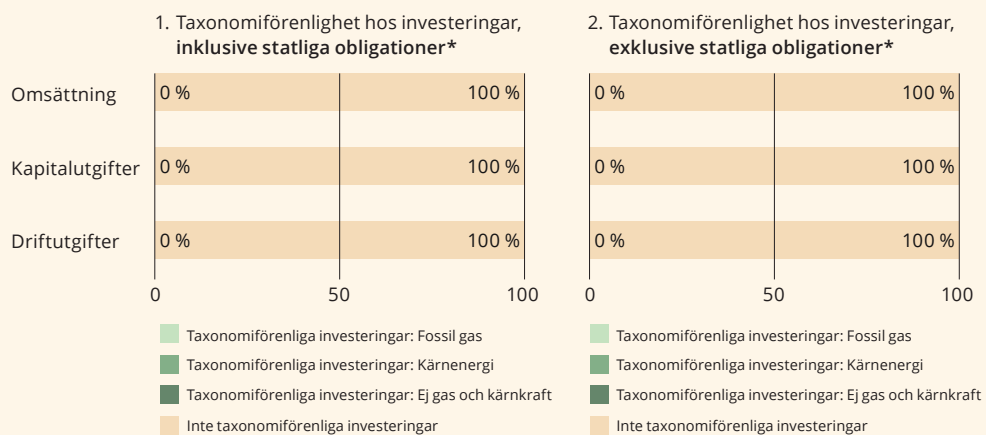 1. Taxonomiförenlighet hos investeringar,
inklusive statliga obligationer*
2. Taxonomiförenlighet hos investeringar,
exklusive statliga obligationer*
Omsättning 0 % 100 % 0 % 100 %
Kapitalutgifter 0 % 100 % 0 % 100 %
Driftutgifter 0 % 100 % 0 % 100 %
0 50 100 0 50 100
Taxonomiförenliga investeringar: Fossil gas
Taxonomiförenliga investeringar: Kärnenergi
Taxonomiförenliga investeringar: Ej gas och kärnkraft
Inte taxonomiförenliga investeringar
Taxonomiförenliga investeringar: Fossil gas
Taxonomiförenliga investeringar: Kärnenergi
Taxonomiförenliga investeringar: Ej gas och kärnkraft
Inte taxonomiförenliga investeringar